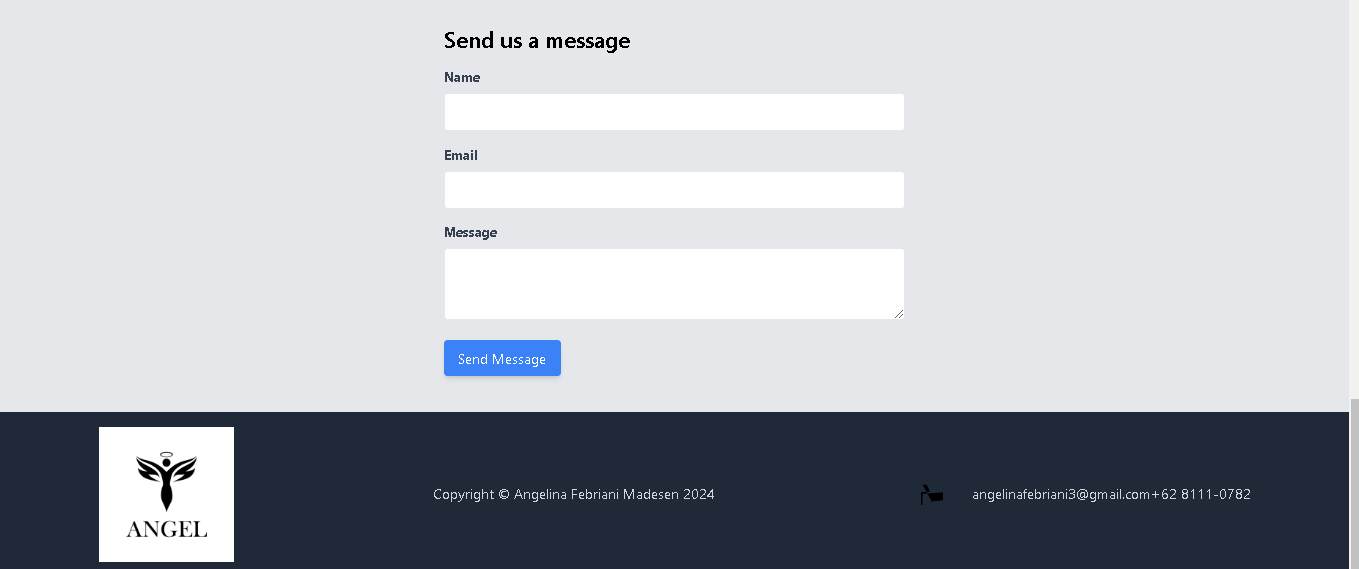 Send us a message
Name
Email
Message
Send Message
ANGEL
Copyright © Angelina Febriani Madesen 2024
angelinafebriani3@gmail.com+62 8111-0782